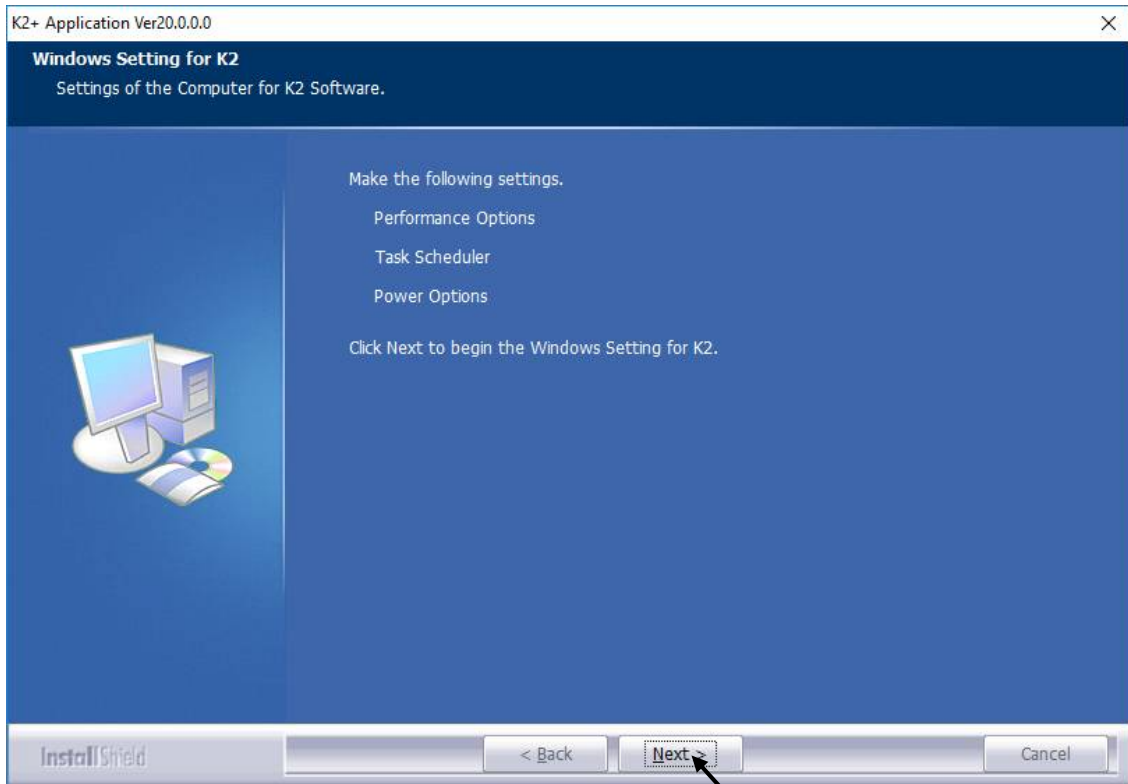 K2+ Application Ver20.0.0.0
Windows Setting for K2
Settings of the Computer for K2 Software.
Make the following settings.
Performance Options
Task Scheduler
Power Options
Click Next to begin the Windows Setting for K2.
InstallShield
< Back
Next >
Cancel